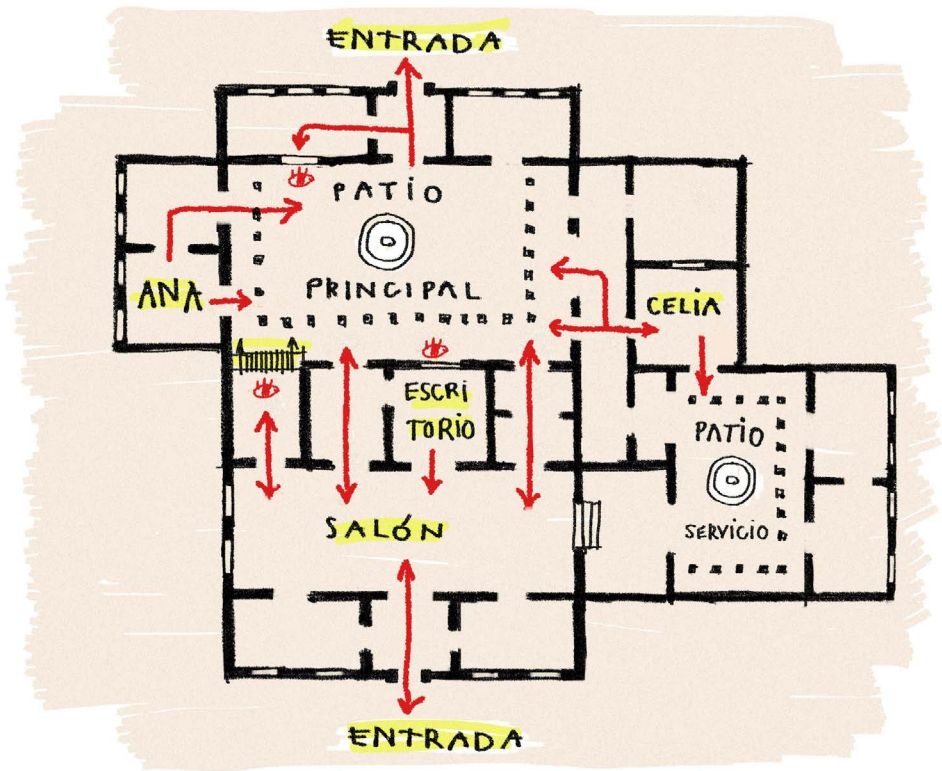 ENTRADA
PATIO
PRINCIPAL
ANA
CELIA
ESCRI
TORIO
PATIO
SERVICIO
SALÓN
ENTRADA